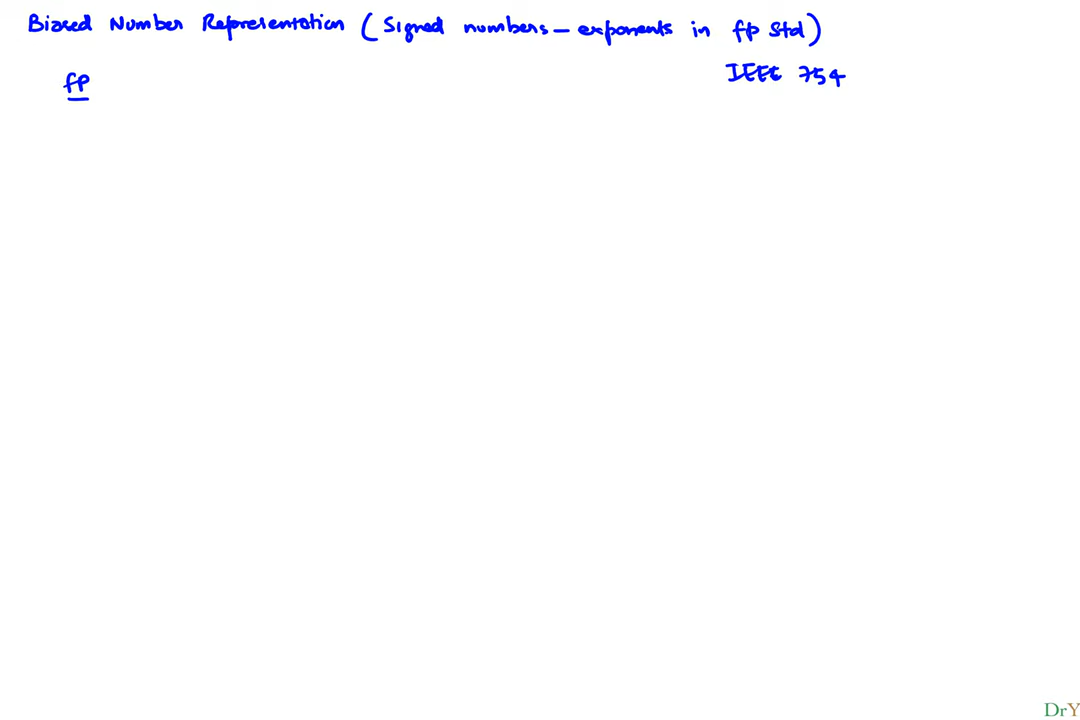 Biased Number Representation (Signed numbers – exponents in fp std)
IEEE 754
fp
DrY